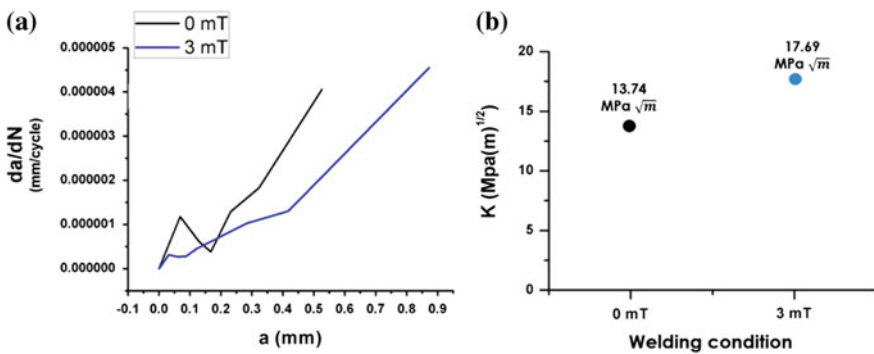 (a)
0 mT
3 mT
0.000005
0.000004
0.000003
0.000002
0.000001
0.000000
da/dN
(mm/cycle)
-0.1 0.0 0.1 0.2 0.3 0.4 0.5 0.6 0.7 0.8 0.9
a (mm)
(b)
20
15
10
5
0
K (Mpa(m)^1/2)
13.74
MPa √m
17.69
MPa √m
0 mT 3 mT
Welding condition